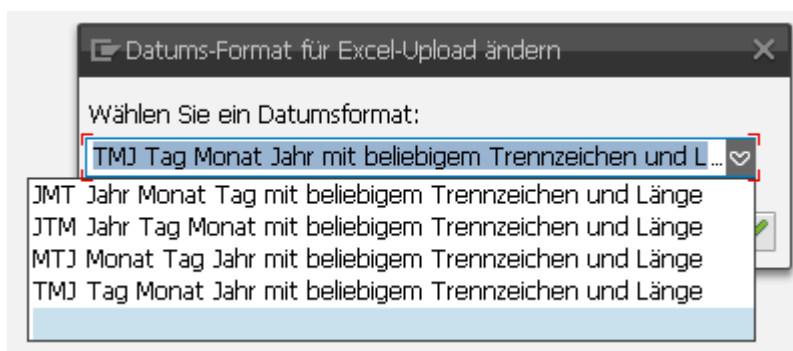 Datums-Format für Excel-Upload ändern
Wählen Sie ein Datumsformat:
TMJ Tag Monat Jahr mit beliebigem Trennzeichen und L...
JMT Jahr Monat Tag mit beliebigem Trennzeichen und Länge
JTM Jahr Tag Monat mit beliebigem Trennzeichen und Länge
MTJ Monat Tag Jahr mit beliebigem Trennzeichen und Länge
TMJ Tag Monat Jahr mit beliebigem Trennzeichen und Länge